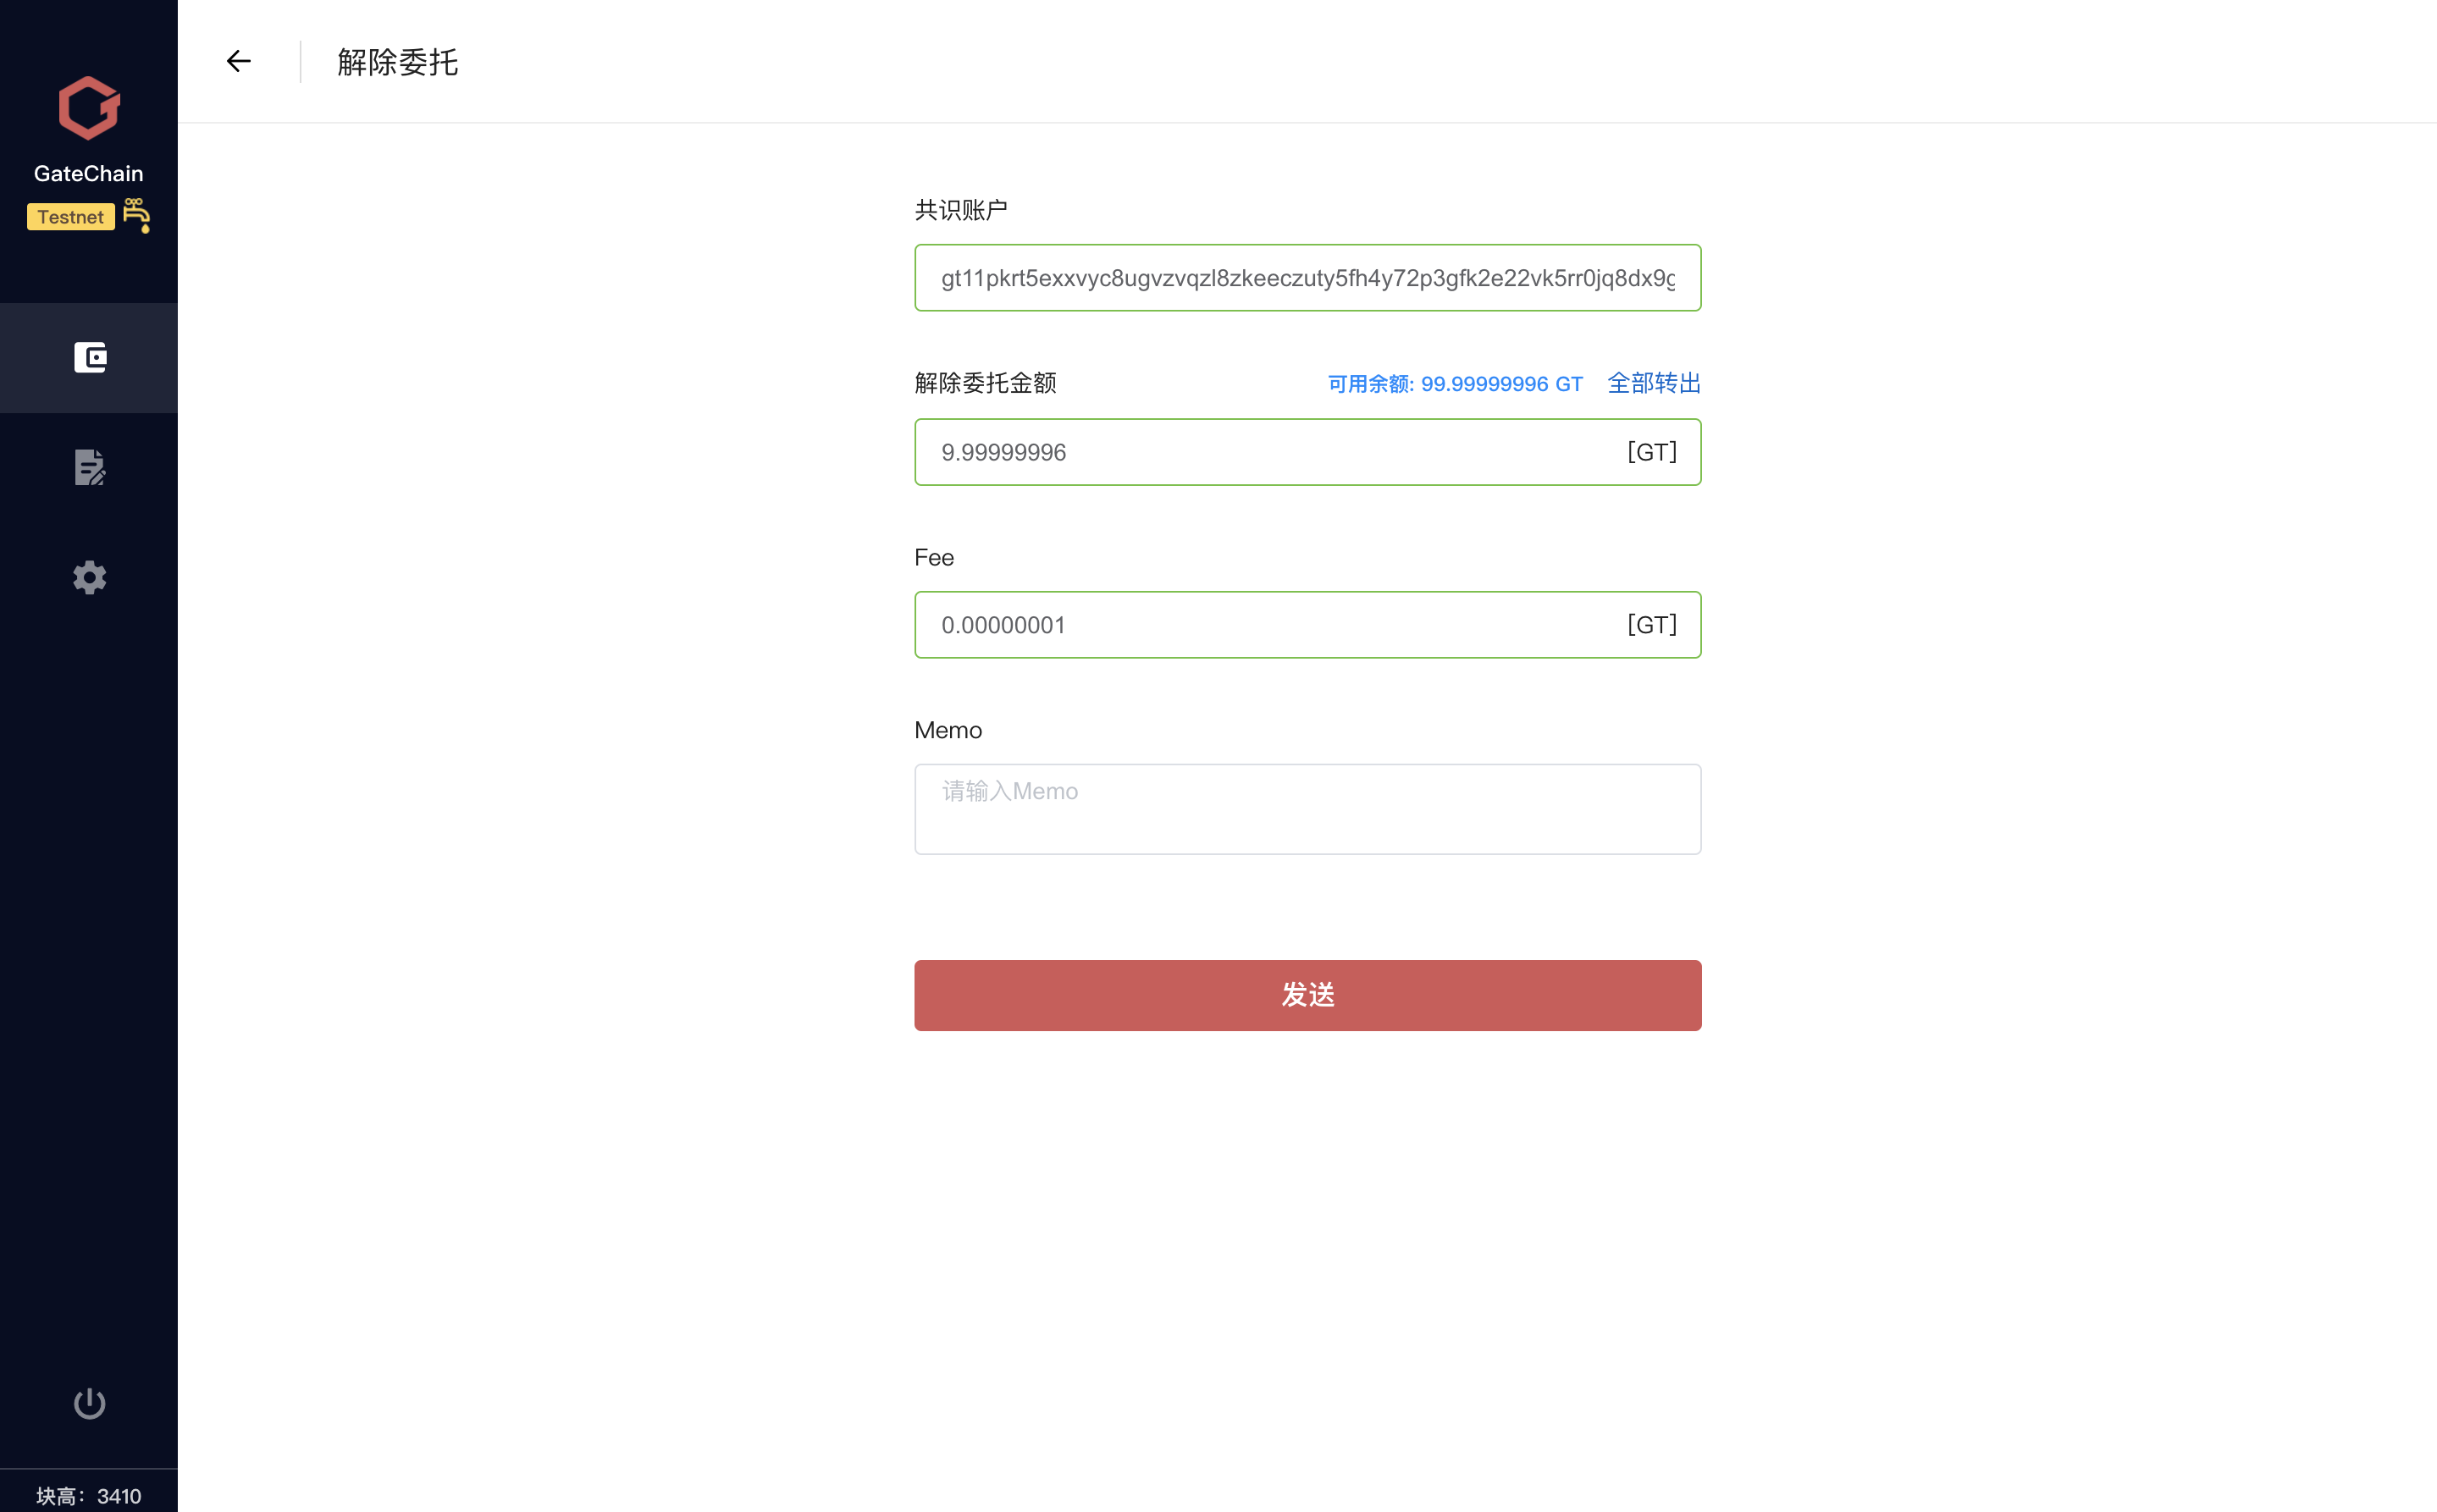 GateChain
Testnet
块高：3410
解除委托
共识账户
gt11pkrt5exxvyc8ugvzvqzl8zkeeczuty5fh4y72p3gfk2e22vk5rr0jq8dx9g
解除委托金额 可用余额: 99.99999996 GT 全部转出
9.99999996 [GT]
Fee
0.00000001 [GT]
Memo
请输入Memo
发送